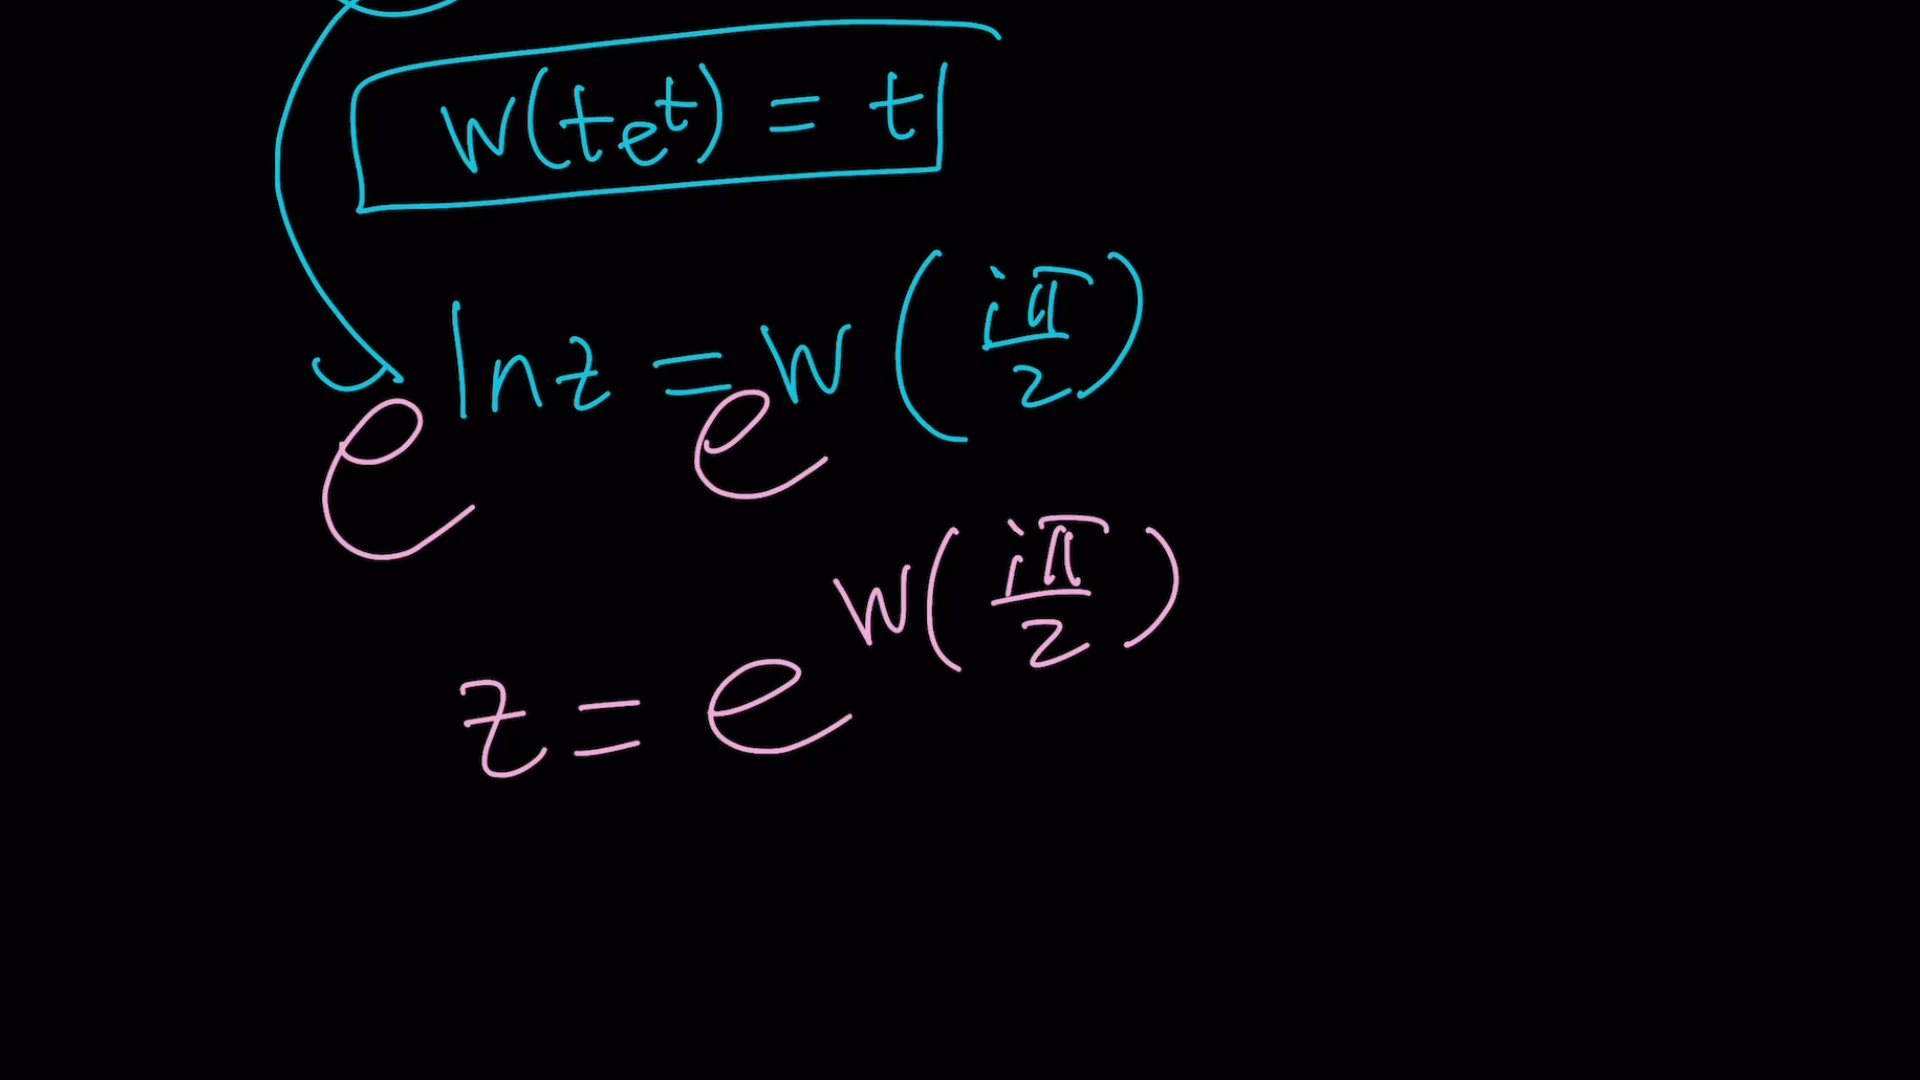 W(te^t) = t
e^{ln z} = e^{W(iπ/2)}
z = e^{W(iπ/2)}